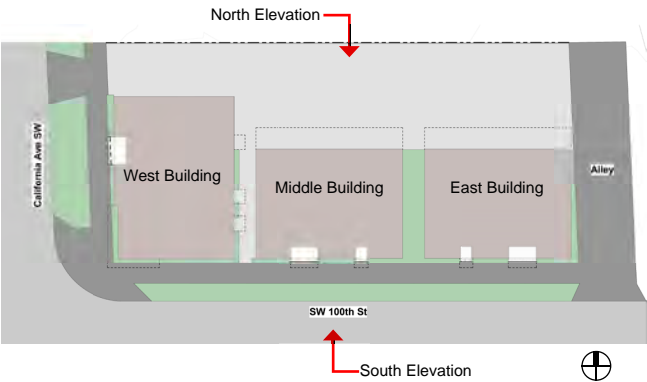 North Elevation
California Ave SW
West Building
Middle Building
East Building
Alley
SW 100th St
South Elevation